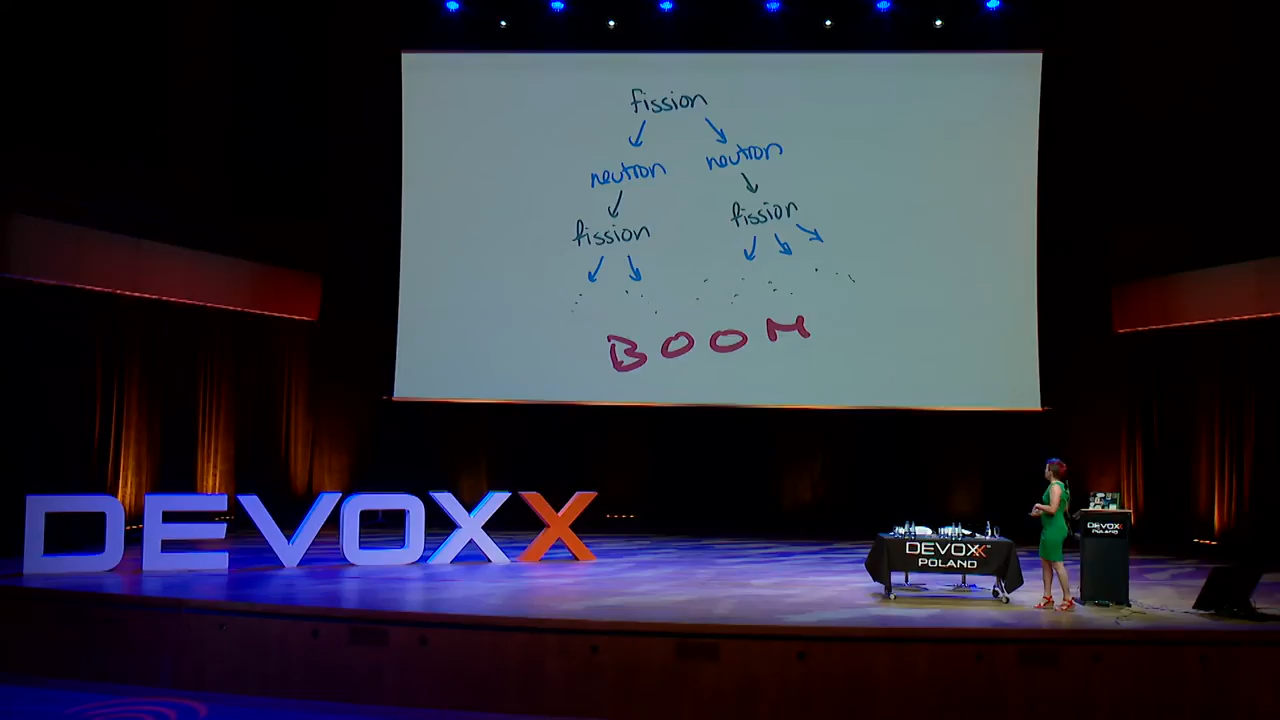 fission
neutron neutron
fission fission
BOOM
DEVOXX
DEVOXX
POLAND
DEVOXX
POLAND